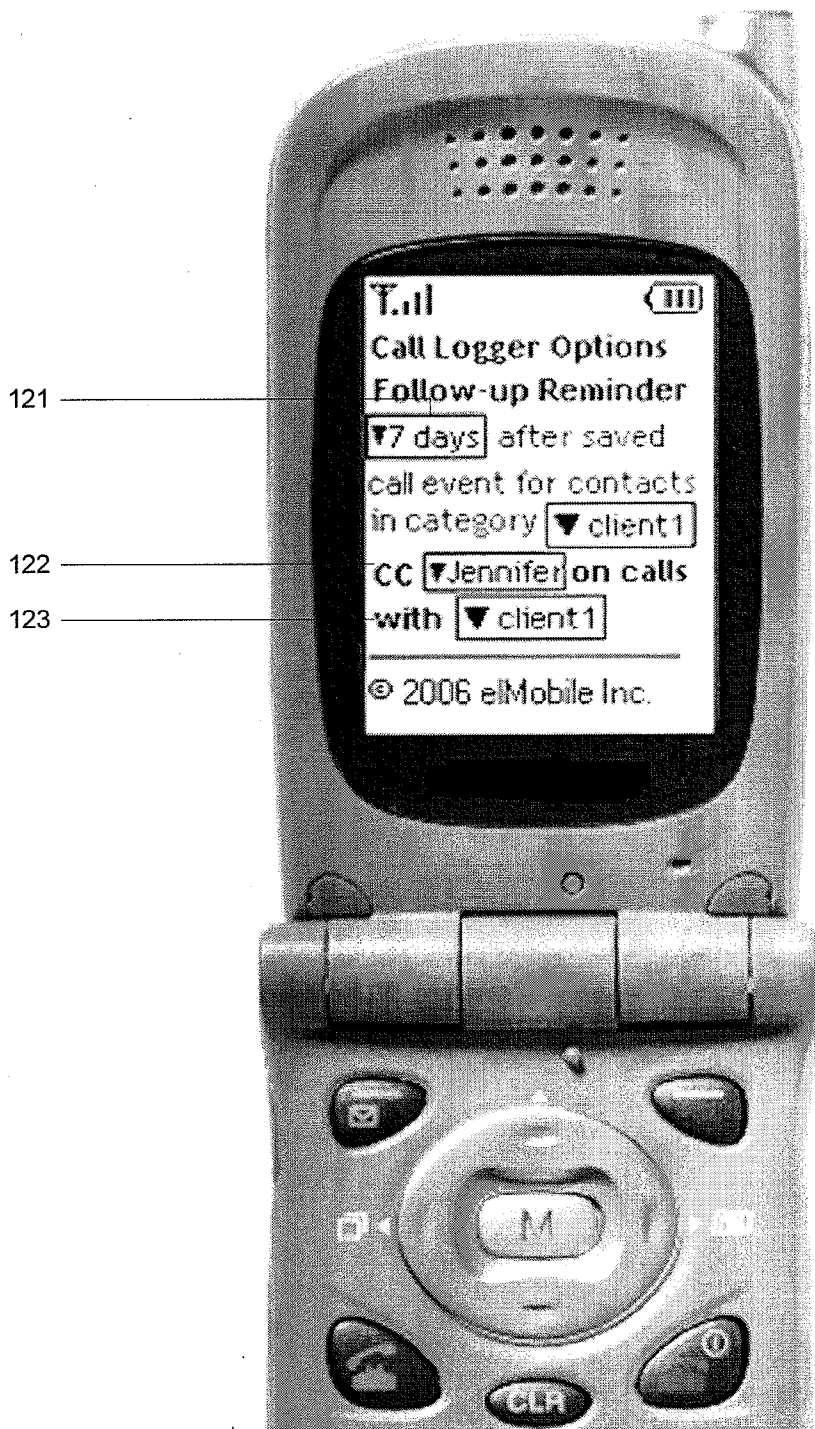 Call Logger Options
Follow-up Reminder
121
▼7 days after saved
call event for contacts
in category ▼ client1
122
CC ▼Jennifer on calls
123
with ▼ client1
© 2006 elMobile Inc.
M
CLR